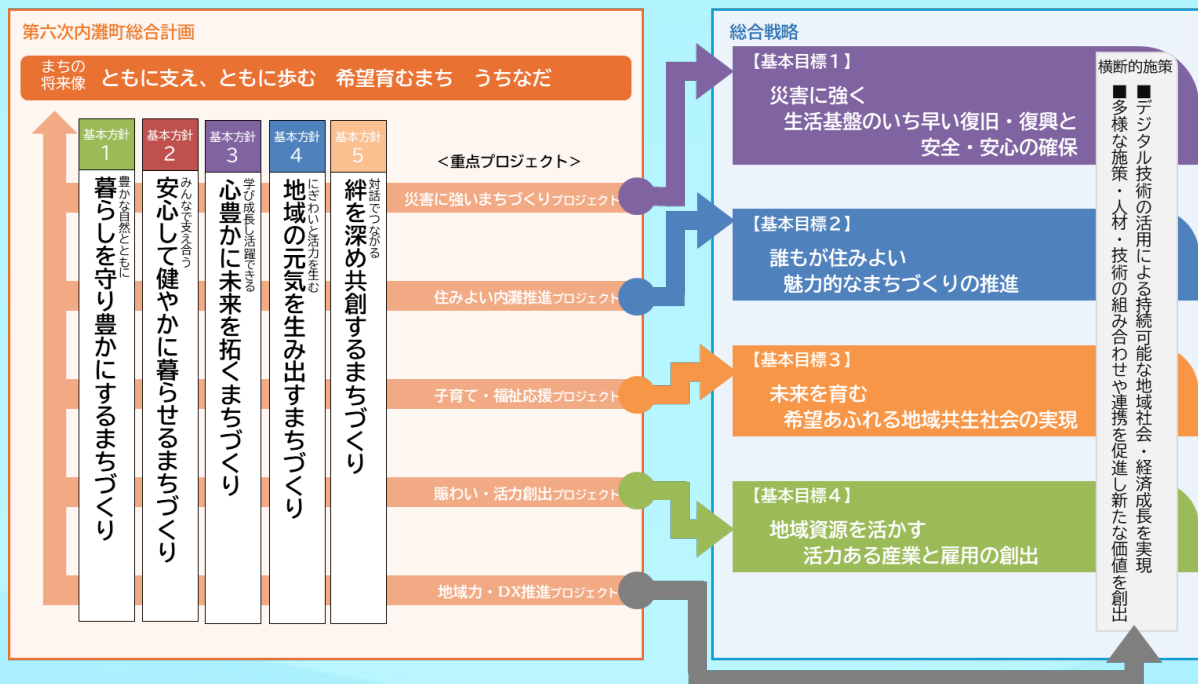 第六次内灘町総合計画
まちの
将来像
ともに支え、ともに歩む 希望育むまち うちなだ
基本方針
1
豊かな自然とともに
暮らしを守り豊かにするまちづくり
基本方針
2
みんなで支え合う
安心して健やかに暮らせるまちづくり
基本方針
3
学び成長し活躍できる
心豊かに未来を拓くまちづくり
基本方針
4
にぎわいと活力を生む
地域の元気を生み出すまちづくり
基本方針
5
対話でつながる
絆を深め共創するまちづくり
＜重点プロジェクト＞
災害に強いまちづくりプロジェクト
住みよい内灘推進プロジェクト
子育て・福祉応援プロジェクト
賑わい・活力創出プロジェクト
地域力・DX推進プロジェクト
総合戦略
【基本目標１】
災害に強く
生活基盤のいち早い復旧・復興と
安全・安心の確保
【基本目標２】
誰もが住みよい
魅力的なまちづくりの推進
【基本目標３】
未来を育む
希望あふれる地域共生社会の実現
【基本目標４】
地域資源を活かす
活力ある産業と雇用の創出
横断的施策
■デジタル技術の活用による持続可能な地域社会・経済成長を実現
■多様な施策・人材・技術の組み合わせや連携を促進し新たな価値を創出